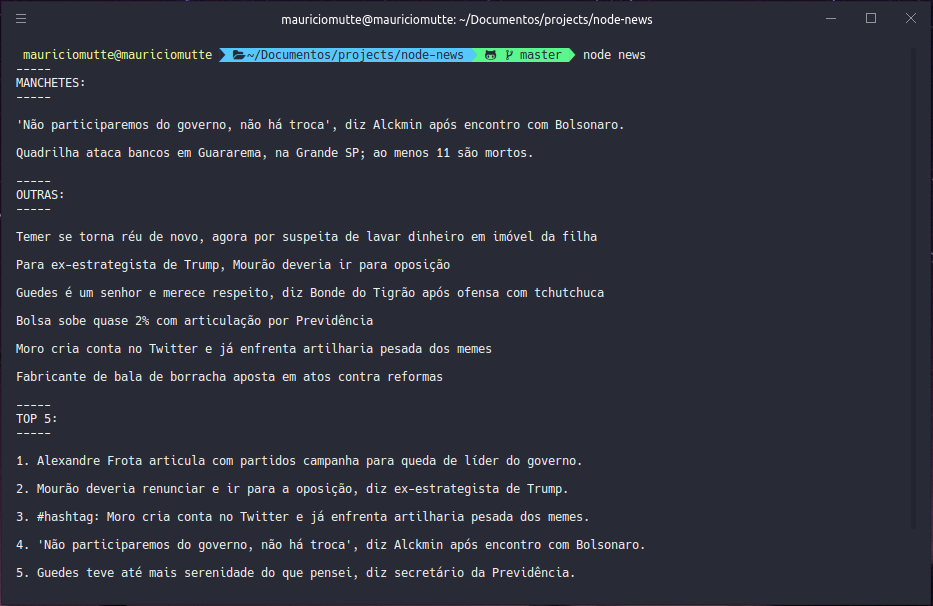 mauriciomutte@mauriciomutte: ~/Documentos/projects/node-news
mauriciomutte@mauriciomutte ~/Documentos/projects/node-news master node news
-----
MANCHETES:
-----
'Não participaremos do governo, não há troca', diz Alckmin após encontro com Bolsonaro.
Quadrilha ataca bancos em Guararema, na Grande SP; ao menos 11 são mortos.
-----
OUTRAS:
-----
Temer se torna réu de novo, agora por suspeita de lavar dinheiro em imóvel da filha
Para ex-estrategista de Trump, Mourão deveria ir para oposição
Guedes é um senhor e merece respeito, diz Bonde do Tigrão após ofensa com tchutchuca
Bolsa sobe quase 2% com articulação por Previdência
Moro cria conta no Twitter e já enfrenta artilharia pesada dos memes
Fabricante de bala de borracha aposta em atos contra reformas
-----
TOP 5:
-----
1. Alexandre Frota articula com partidos campanha para queda de líder do governo.
2. Mourão deveria renunciar e ir para a oposição, diz ex-estrategista de Trump.
3. #hashtag: Moro cria conta no Twitter e já enfrenta artilharia pesada dos memes.
4. 'Não participaremos do governo, não há troca', diz Alckmin após encontro com Bolsonaro.
5. Guedes teve até mais serenidade do que pensei, diz secretário da Previdência.